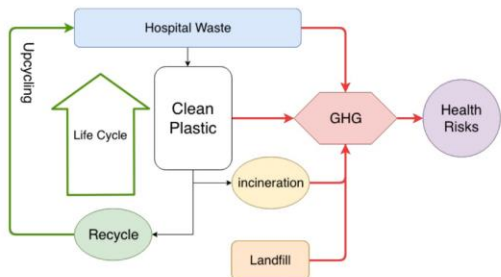 Hospital Waste
Upcycling
Clean
Plastic
Life Cycle
GHG
Health
Risks
incineration
Recycle
Landfill